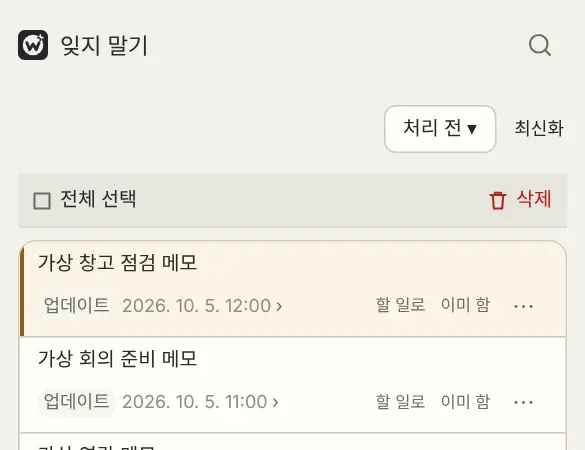 잊지 말기
처리 전 ▾ 최신화
전체 선택 삭제
가상 창고 점검 메모
업데이트 2026. 10. 5. 12:00 › 할 일로 이미 함 ···
가상 회의 준비 메모
업데이트 2026. 10. 5. 11:00 › 할 일로 이미 함 ···